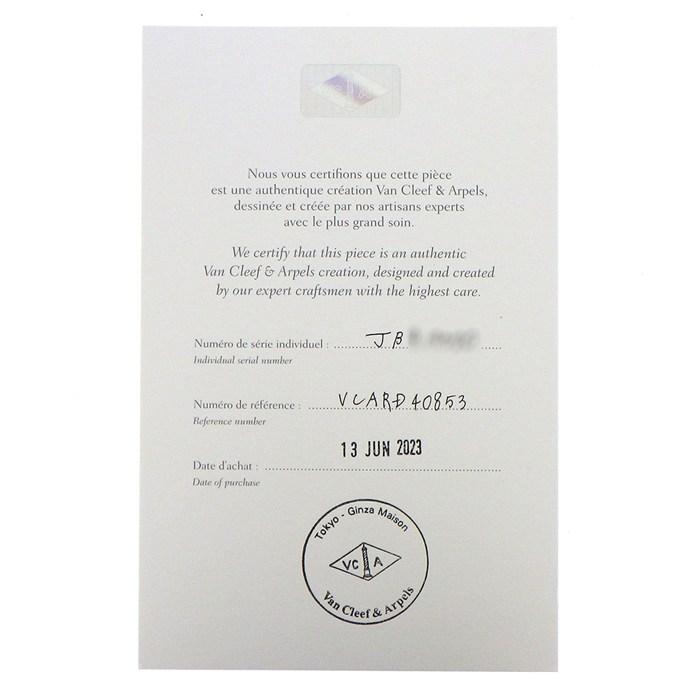 Nous vous certifions que cette pièce
est une authentique création Van Cleef & Arpels,
dessinée et créée par nos artisans experts
avec le plus grand soin.
We certify that this piece is an authentic
Van Cleef & Arpels creation, designed and created
by our expert craftsmen with the highest care.
Numéro de série individuel : JB
Individual serial number
Numéro de référence : VCARD40853
Reference number
13 JUN 2023
Date d'achat :
Date of purchase
Tokyo - Ginza Maison
VC A
Van Cleef & Arpels